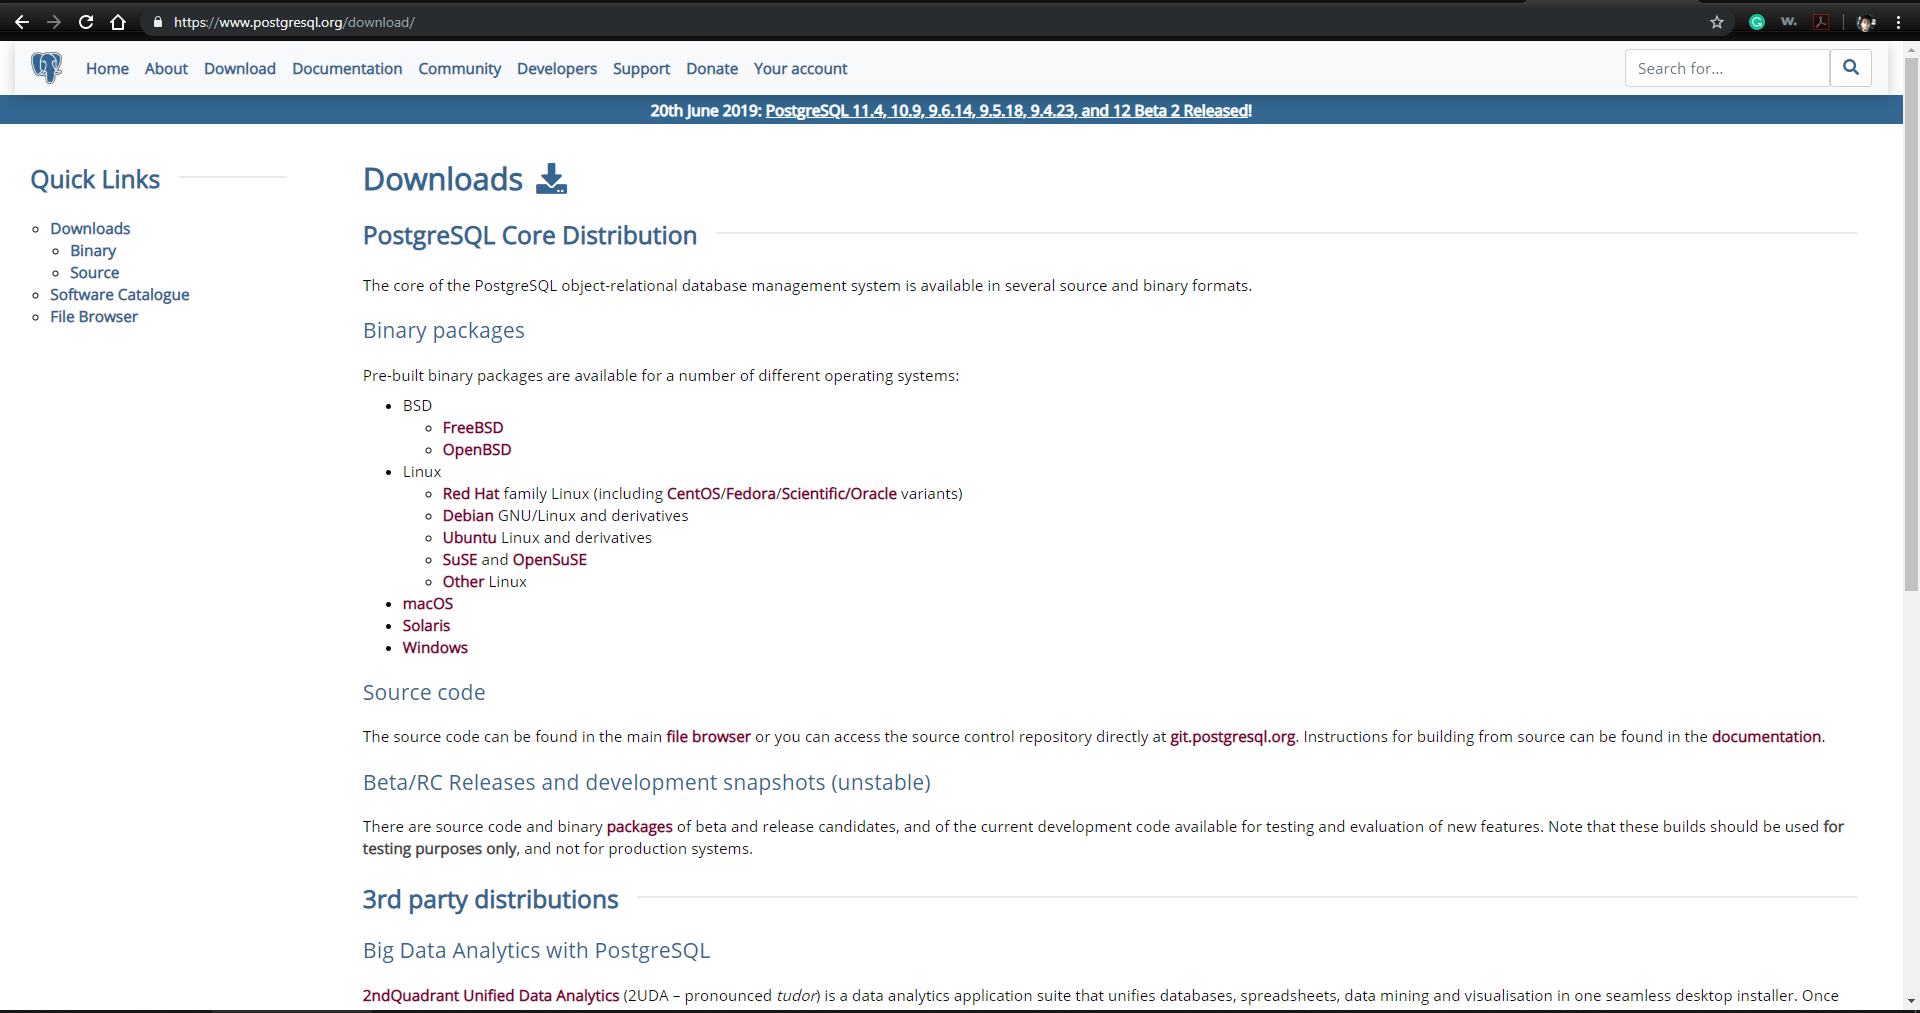 https://www.postgresql.org/download/
Home About Download Documentation Community Developers Support Donate Your account Search for...
20th June 2019: PostgreSQL 11.4, 10.9, 9.6.14, 9.5.18, 9.4.23, and 12 Beta 2 Released!
Quick Links
Downloads
Binary
Source
Software Catalogue
File Browser
Downloads
PostgreSQL Core Distribution
The core of the PostgreSQL object-relational database management system is available in several source and binary formats.
Binary packages
Pre-built binary packages are available for a number of different operating systems:
BSD
FreeBSD
OpenBSD
Linux
Red Hat family Linux (including CentOS/Fedora/Scientific/Oracle variants)
Debian GNU/Linux and derivatives
Ubuntu Linux and derivatives
SuSE and OpenSuSE
Other Linux
macOS
Solaris
Windows
Source code
The source code can be found in the main file browser or you can access the source control repository directly at git.postgresql.org. Instructions for building from source can be found in the documentation.
Beta/RC Releases and development snapshots (unstable)
There are source code and binary packages of beta and release candidates, and of the current development code available for testing and evaluation of new features. Note that these builds should be used for
testing purposes only, and not for production systems.
3rd party distributions
Big Data Analytics with PostgreSQL
2ndQuadrant Unified Data Analytics (2UDA – pronounced tudor) is a data analytics application suite that unifies databases, spreadsheets, data mining and visualisation in one seamless desktop installer. Once